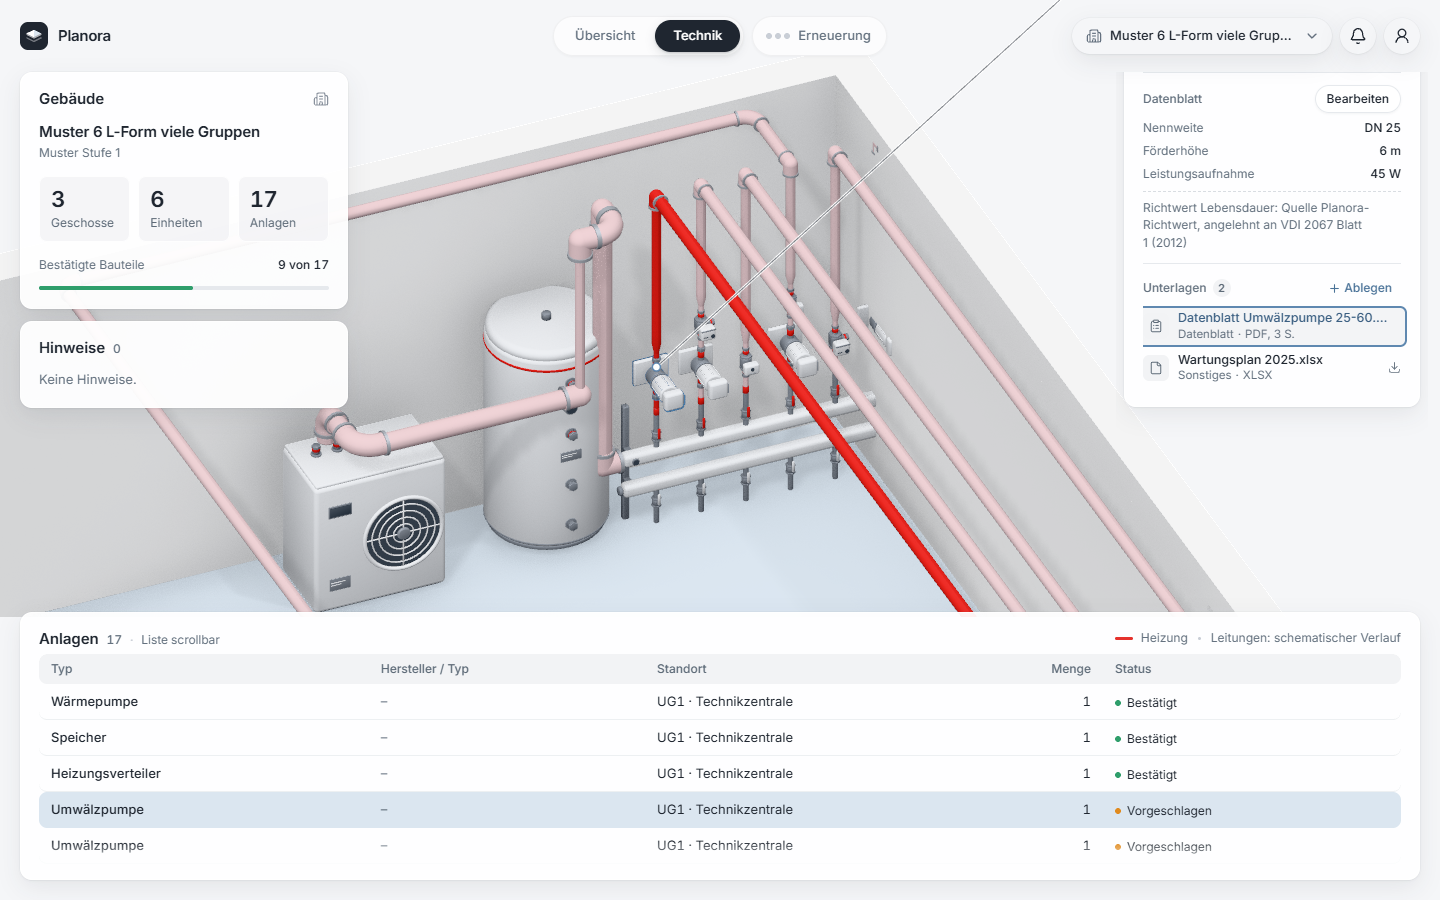 Planora
Übersicht
Technik
Erneuerung
Muster 6 L-Form viele Grup...
Gebäude
Muster 6 L-Form viele Gruppen
Muster Stufe 1
3
Geschosse
6
Einheiten
17
Anlagen
Bestätigte Bauteile
9 von 17
Hinweise 0
Keine Hinweise.
Datenblatt
Bearbeiten
Nennweite DN 25
Förderhöhe 6 m
Leistungsaufnahme 45 W
Richtwert Lebensdauer: Quelle Planora-
Richtwert, angelehnt an VDI 2067 Blatt
1 (2012)
Unterlagen 2
+ Ablegen
Datenblatt Umwälzpumpe 25-60....
Datenblatt · PDF, 3 S.
Wartungsplan 2025.xlsx
Sonstiges · XLSX
Anlagen 17 · Liste scrollbar
Heizung • Leitungen: schematischer Verlauf
Typ Hersteller / Typ Standort Menge Status
Wärmepumpe – UG1 · Technikzentrale 1 Bestätigt
Speicher – UG1 · Technikzentrale 1 Bestätigt
Heizungsverteiler – UG1 · Technikzentrale 1 Bestätigt
Umwälzpumpe – UG1 · Technikzentrale 1 Vorgeschlagen
Umwälzpumpe – UG1 · Technikzentrale 1 Vorgeschlagen